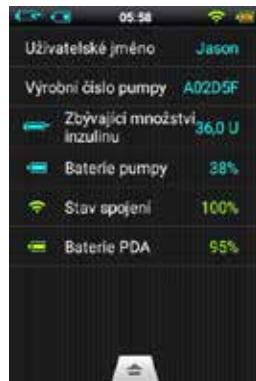 05:58
Uživatelské jméno Jason
Výrobní číslo pumpy A02D5F
Zbývající množství 36,0 U
inzulinu
Baterie pumpy 38%
Stav spojení 100%
Baterie PDA 95%